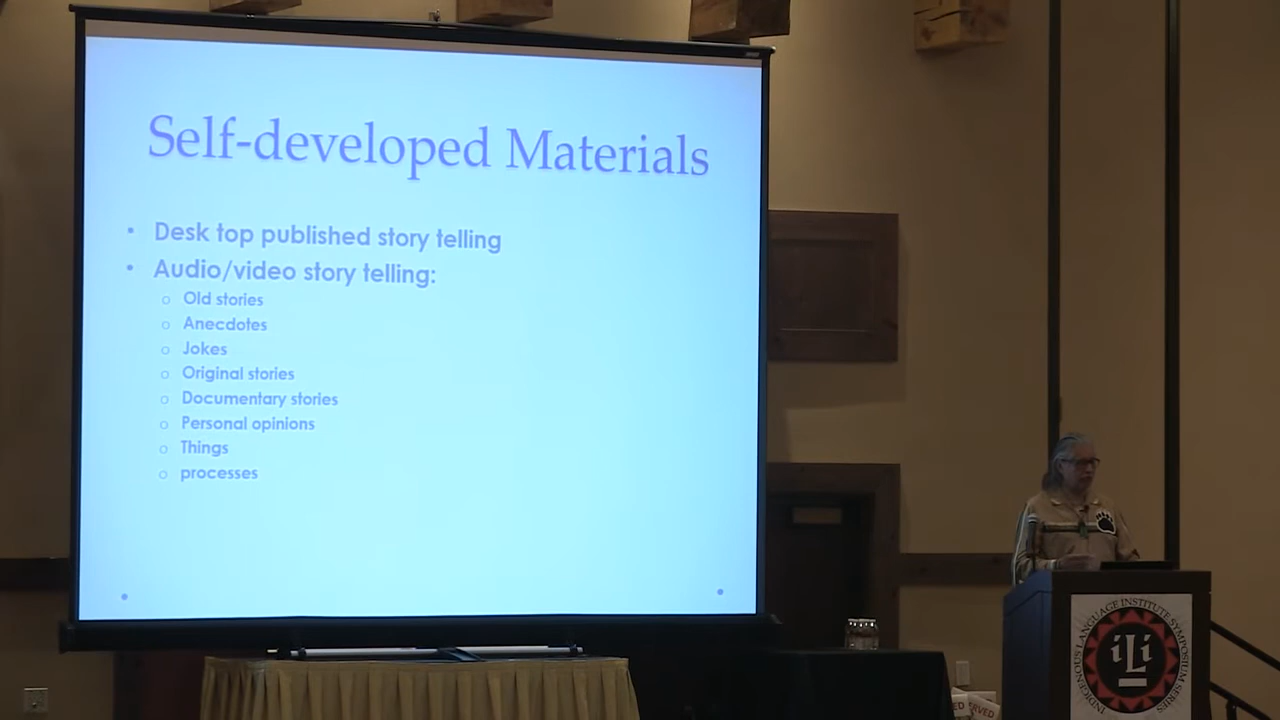 Self-developed Materials
• Desk top published story telling
• Audio/video story telling:
o Old stories
o Anecdotes
o Jokes
o Original stories
o Documentary stories
o Personal opinions
o Things
o processes
INDIGENOUS LANGUAGE INSTITUTE SYMPOSIUM SERIES
iLi